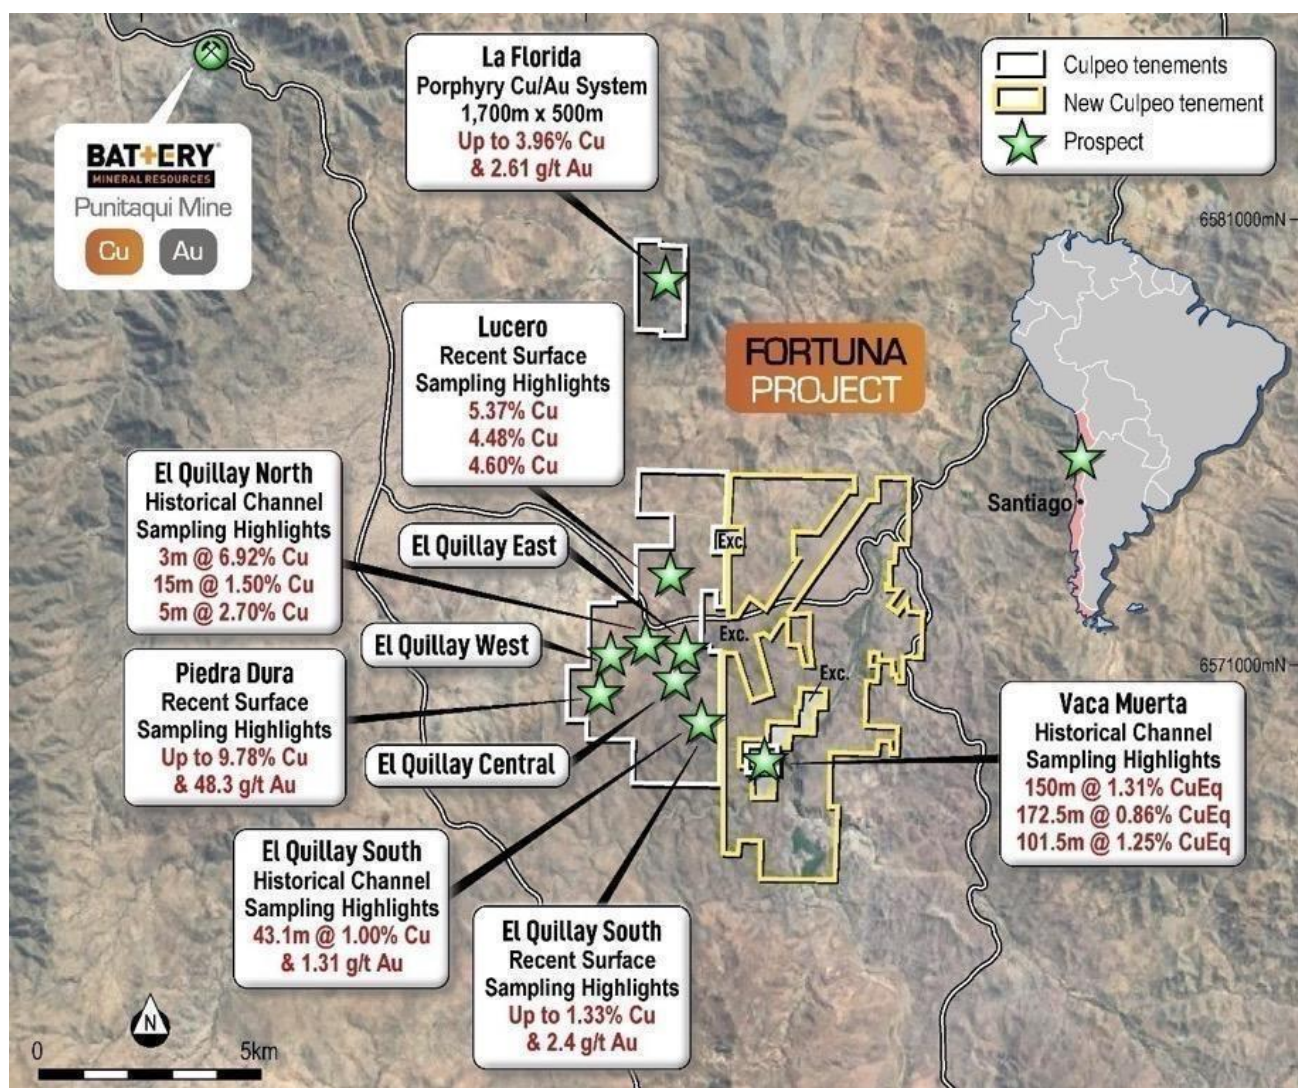 La Florida
Porphyry Cu/Au System
1,700m x 500m
Up to 3.96% Cu
& 2.61 g/t Au
Culpeo tenements
New Culpeo tenement
Prospect
BATTERY
MINERAL RESOURCES
Punitaqui Mine
Cu Au
6581000mN
Lucero
Recent Surface
Sampling Highlights
5.37% Cu
4.48% Cu
4.60% Cu
FORTUNA
PROJECT
Santiago
El Quillay North
Historical Channel
Sampling Highlights
3m @ 6.92% Cu
15m @ 1.50% Cu
5m @ 2.70% Cu
El Quillay East
Exc.
El Quillay West
Exc.
Exc.
6571000mN
Piedra Dura
Recent Surface
Sampling Highlights
Up to 9.78% Cu
& 48.3 g/t Au
El Quillay Central
Vaca Muerta
Historical Channel
Sampling Highlights
150m @ 1.31% CuEq
172.5m @ 0.86% CuEq
101.5m @ 1.25% CuEq
El Quillay South
Historical Channel
Sampling Highlights
43.1m @ 1.00% Cu
& 1.31 g/t Au
El Quillay South
Recent Surface
Sampling Highlights
Up to 1.33% Cu
& 2.4 g/t Au
N
0 5km